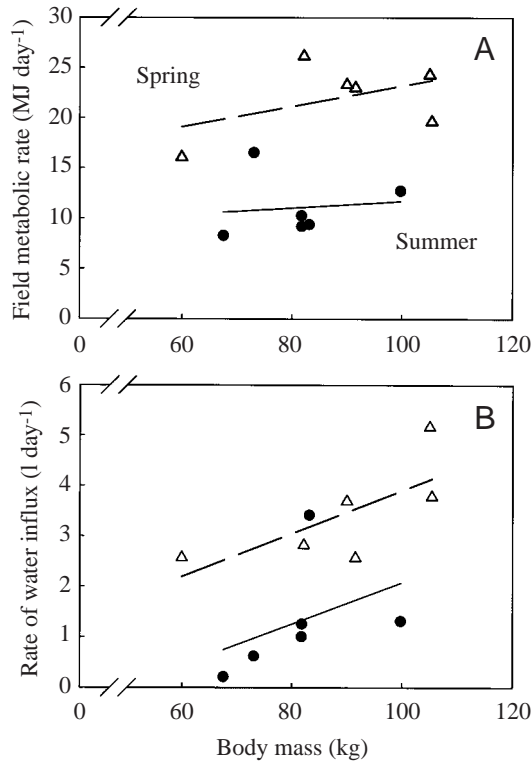 30
25
20
15
10
5
0
Field metabolic rate (MJ day-1)
A
Spring
Summer
0 60 80 100 120
6
5
4
3
2
1
0
Rate of water influx (l day-1)
B
0 60 80 100 120
Body mass (kg)